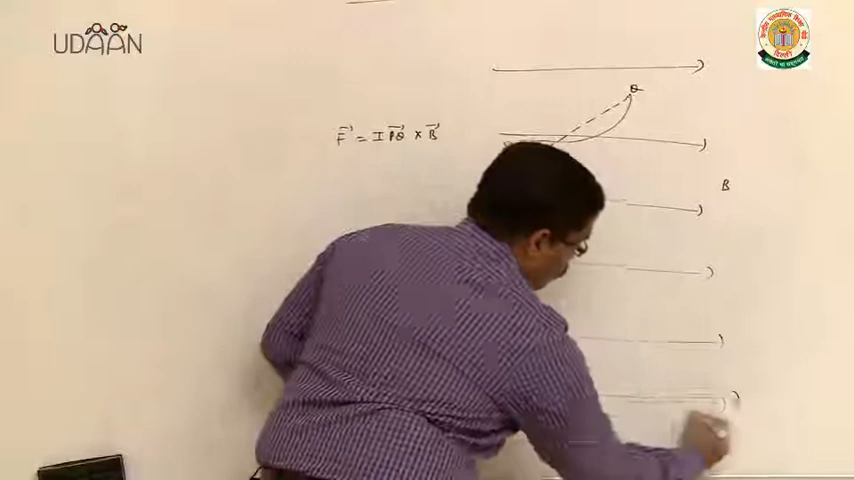 UDAAN
Q
F⃗ = I P⃗Q⃗ × B⃗
B